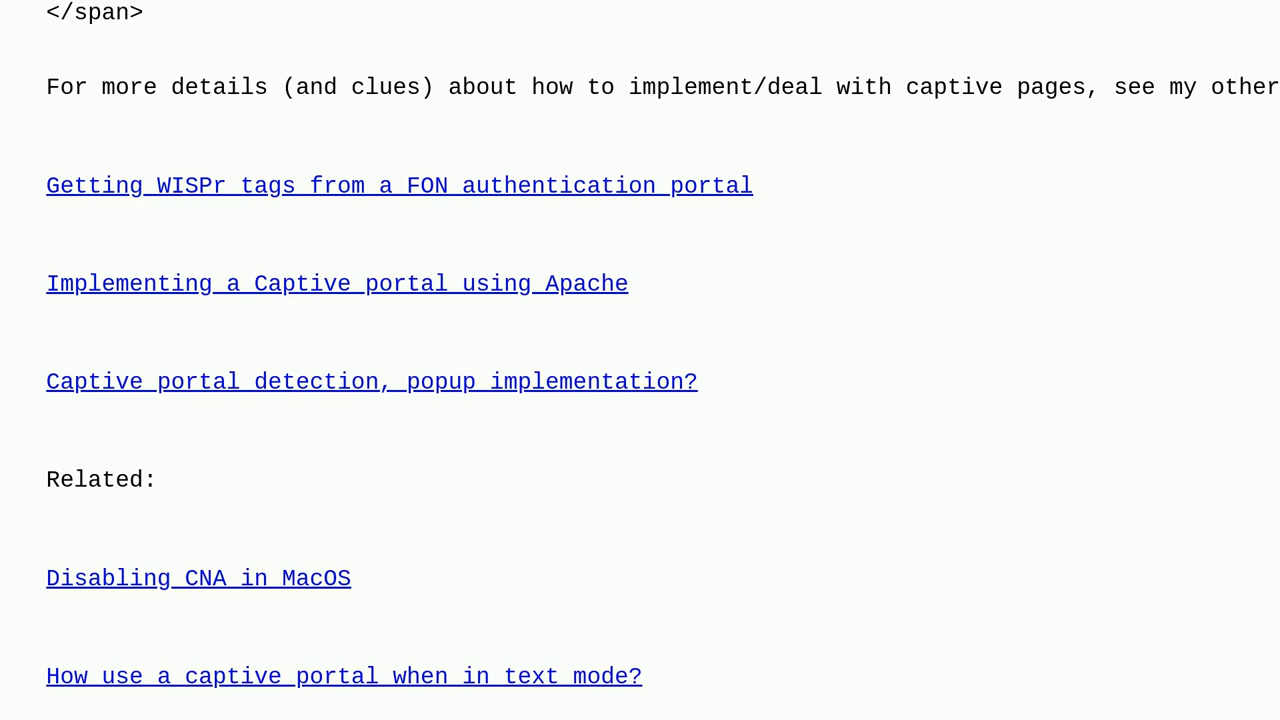 </span>
For more details (and clues) about how to implement/deal with captive pages, see my other
Getting WISPr tags from a FON authentication portal
Implementing a Captive portal using Apache
Captive portal detection, popup implementation?
Related:
Disabling CNA in MacOS
How use a captive portal when in text mode?